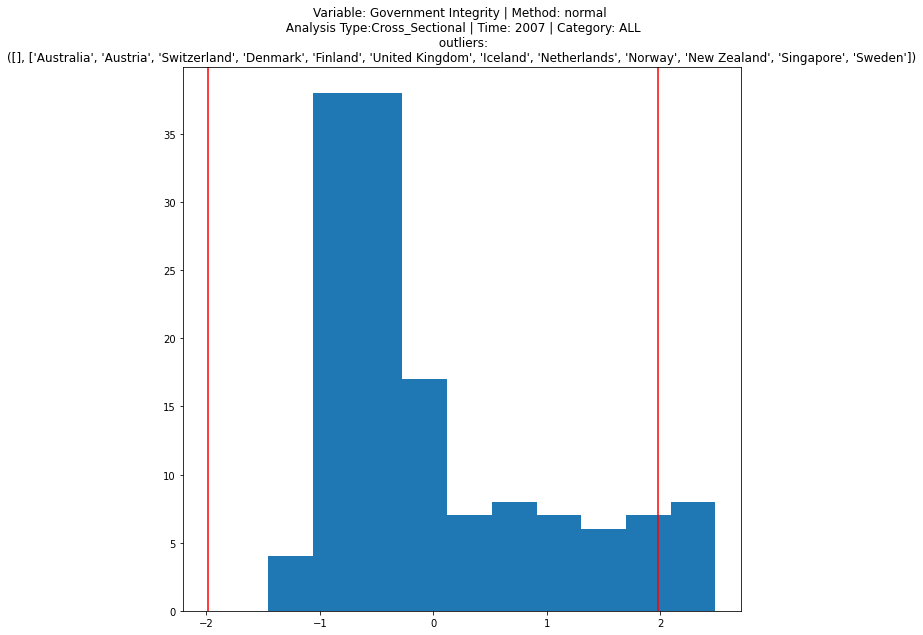 Variable: Government Integrity | Method: normal
Analysis Type:Cross_Sectional | Time: 2007 | Category: ALL
outliers:
([], ['Australia', 'Austria', 'Switzerland', 'Denmark', 'Finland', 'United Kingdom', 'Iceland', 'Netherlands', 'Norway', 'New Zealand', 'Singapore', 'Sweden'])
35
30
25
20
15
10
5
0
−2 −1 0 1 2